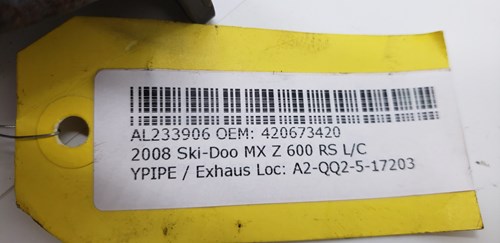 AL233906 OEM: 420673420
2008 Ski-Doo MX Z 600 RS L/C
YPIPE / Exhaus Loc: A2-QQ2-5-17203